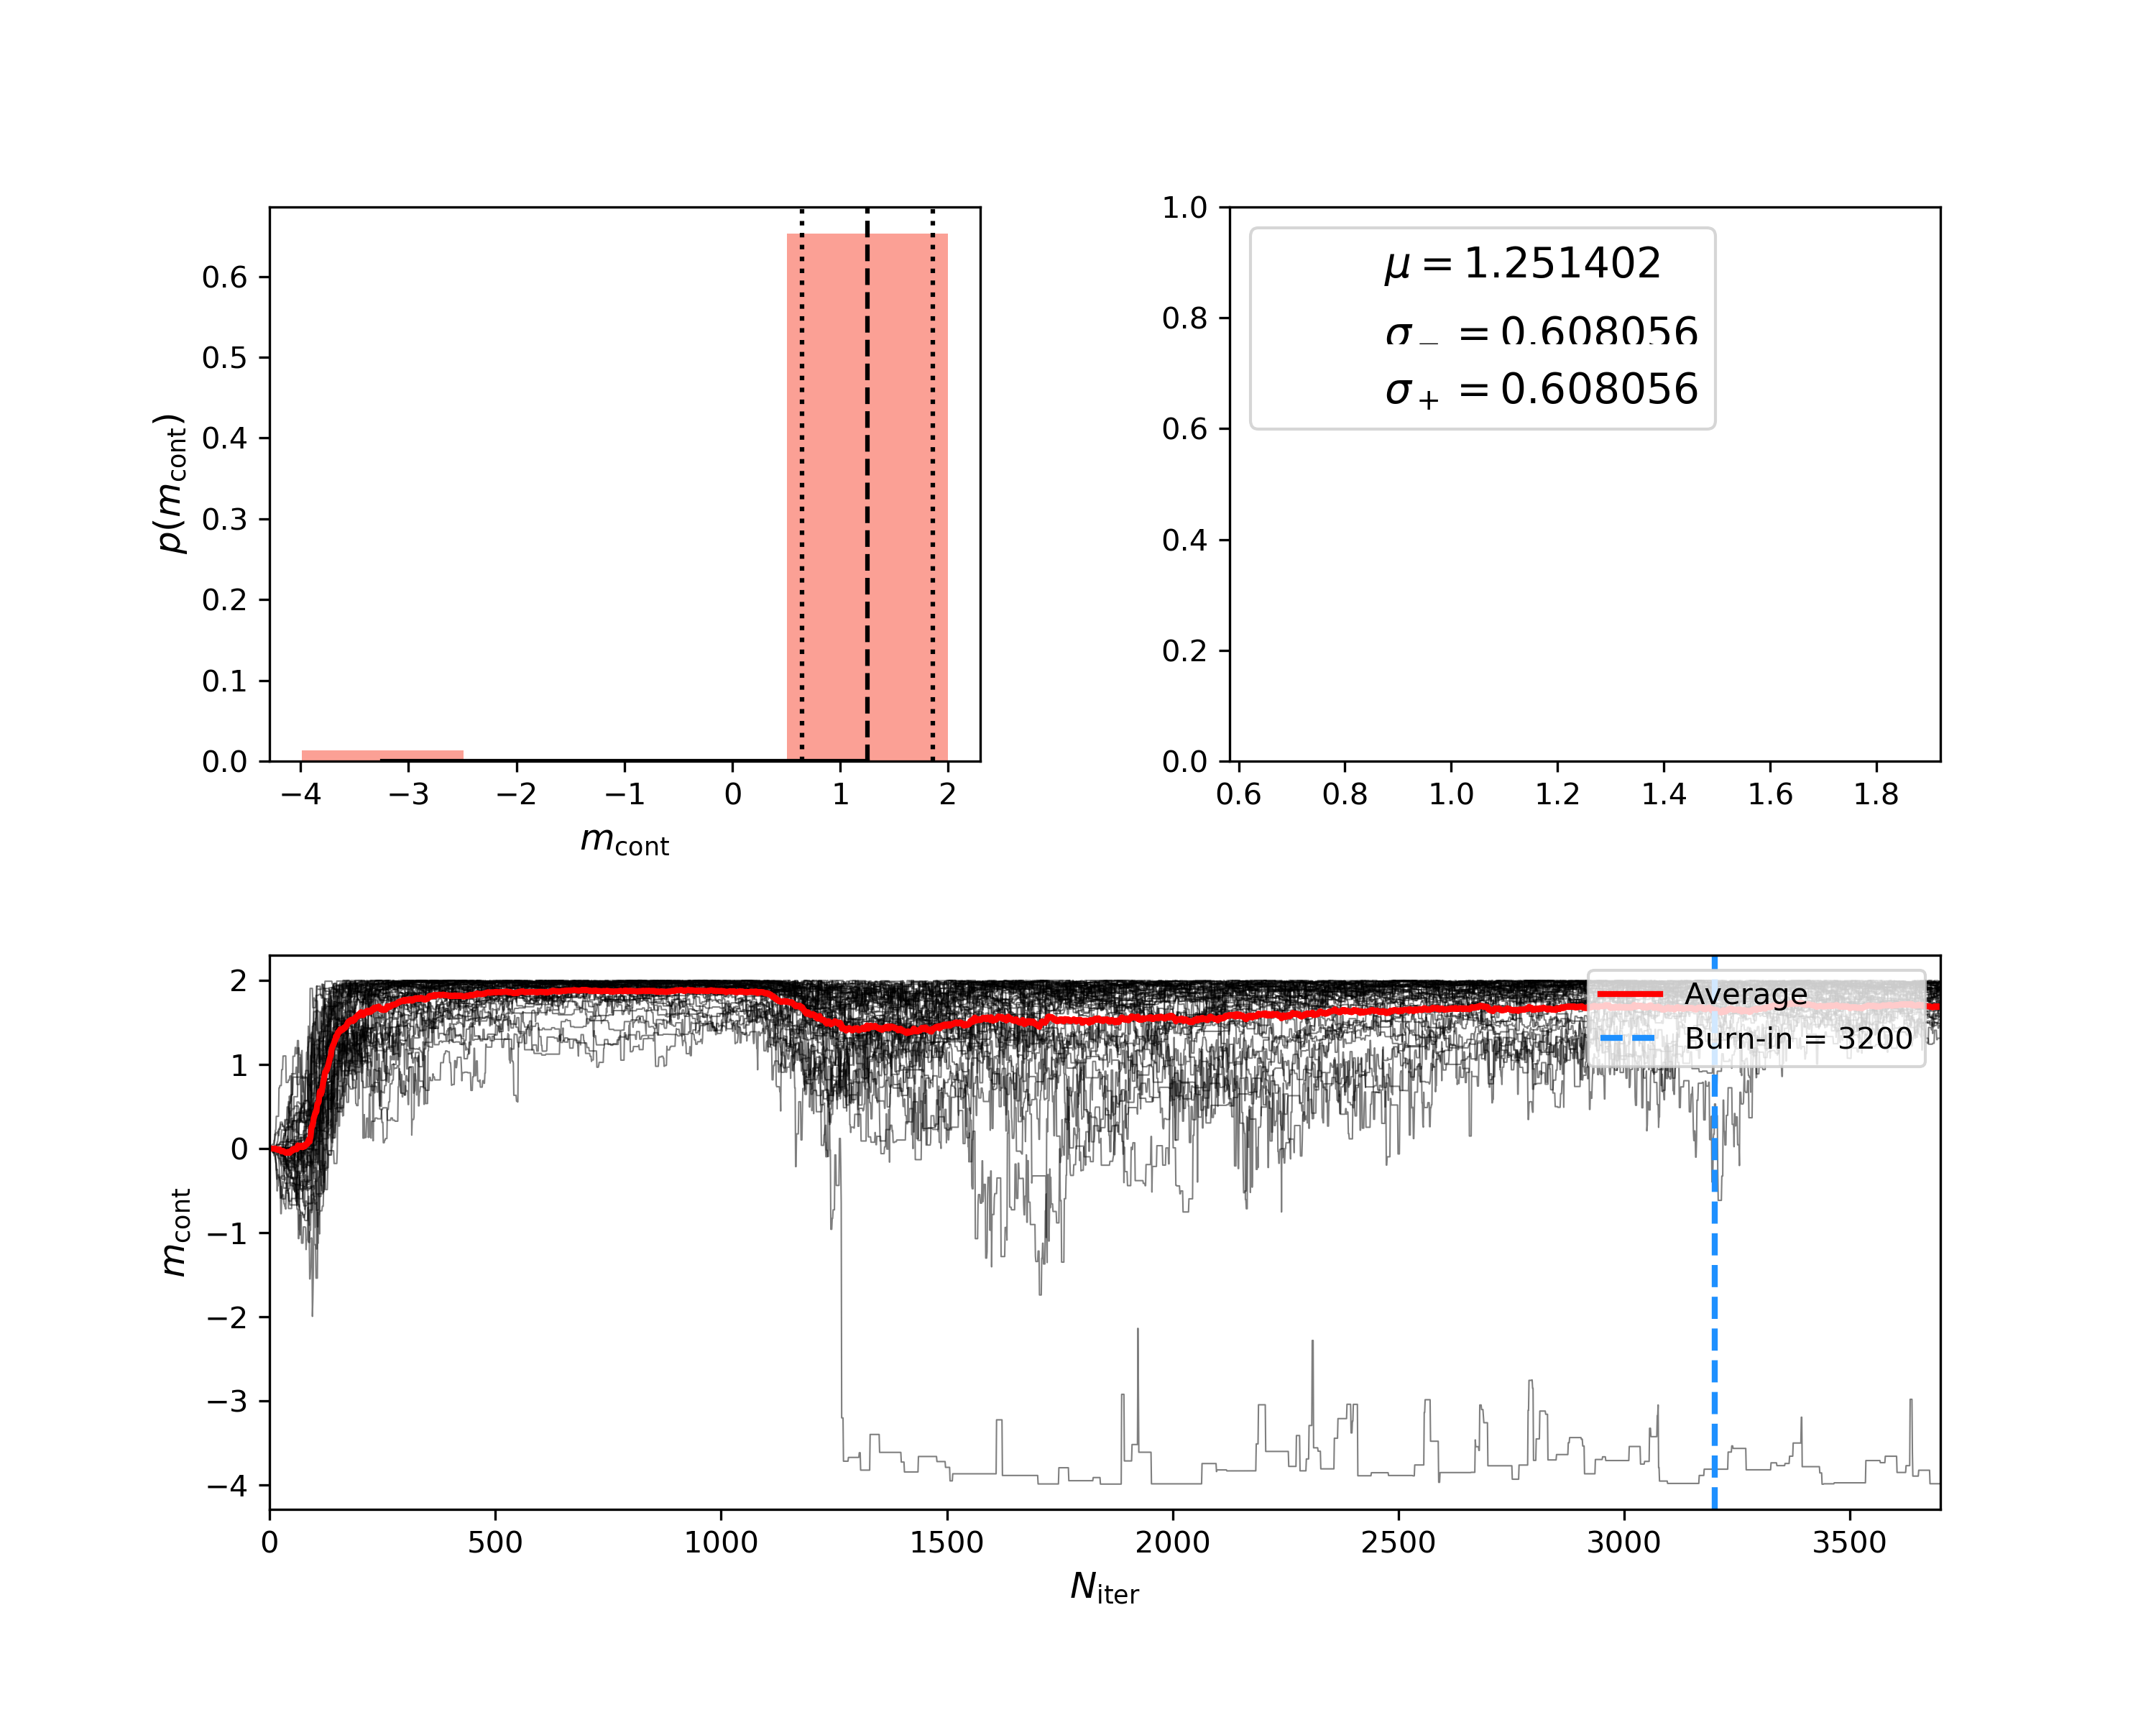 0.6
0.5
0.4
0.3
0.2
0.1
0.0
p(m_cont)
−4 −3 −2 −1 0 1 2
m_cont
1.0
0.8
0.6
0.4
0.2
0.0
μ = 1.251402
σ_− = 0.608056
σ_+ = 0.608056
0.6 0.8 1.0 1.2 1.4 1.6 1.8
2
1
0
−1
−2
−3
−4
m_cont
Average
Burn-in = 3200
0 500 1000 1500 2000 2500 3000 3500
N_iter